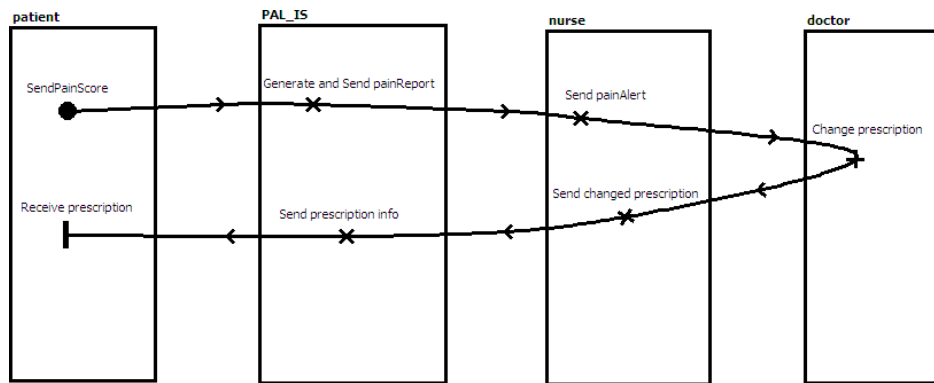 patient
PAL_IS
nurse
doctor
SendPainScore
Generate and Send painReport
Send painAlert
Change prescription
Receive prescription
Send prescription info
Send changed prescription